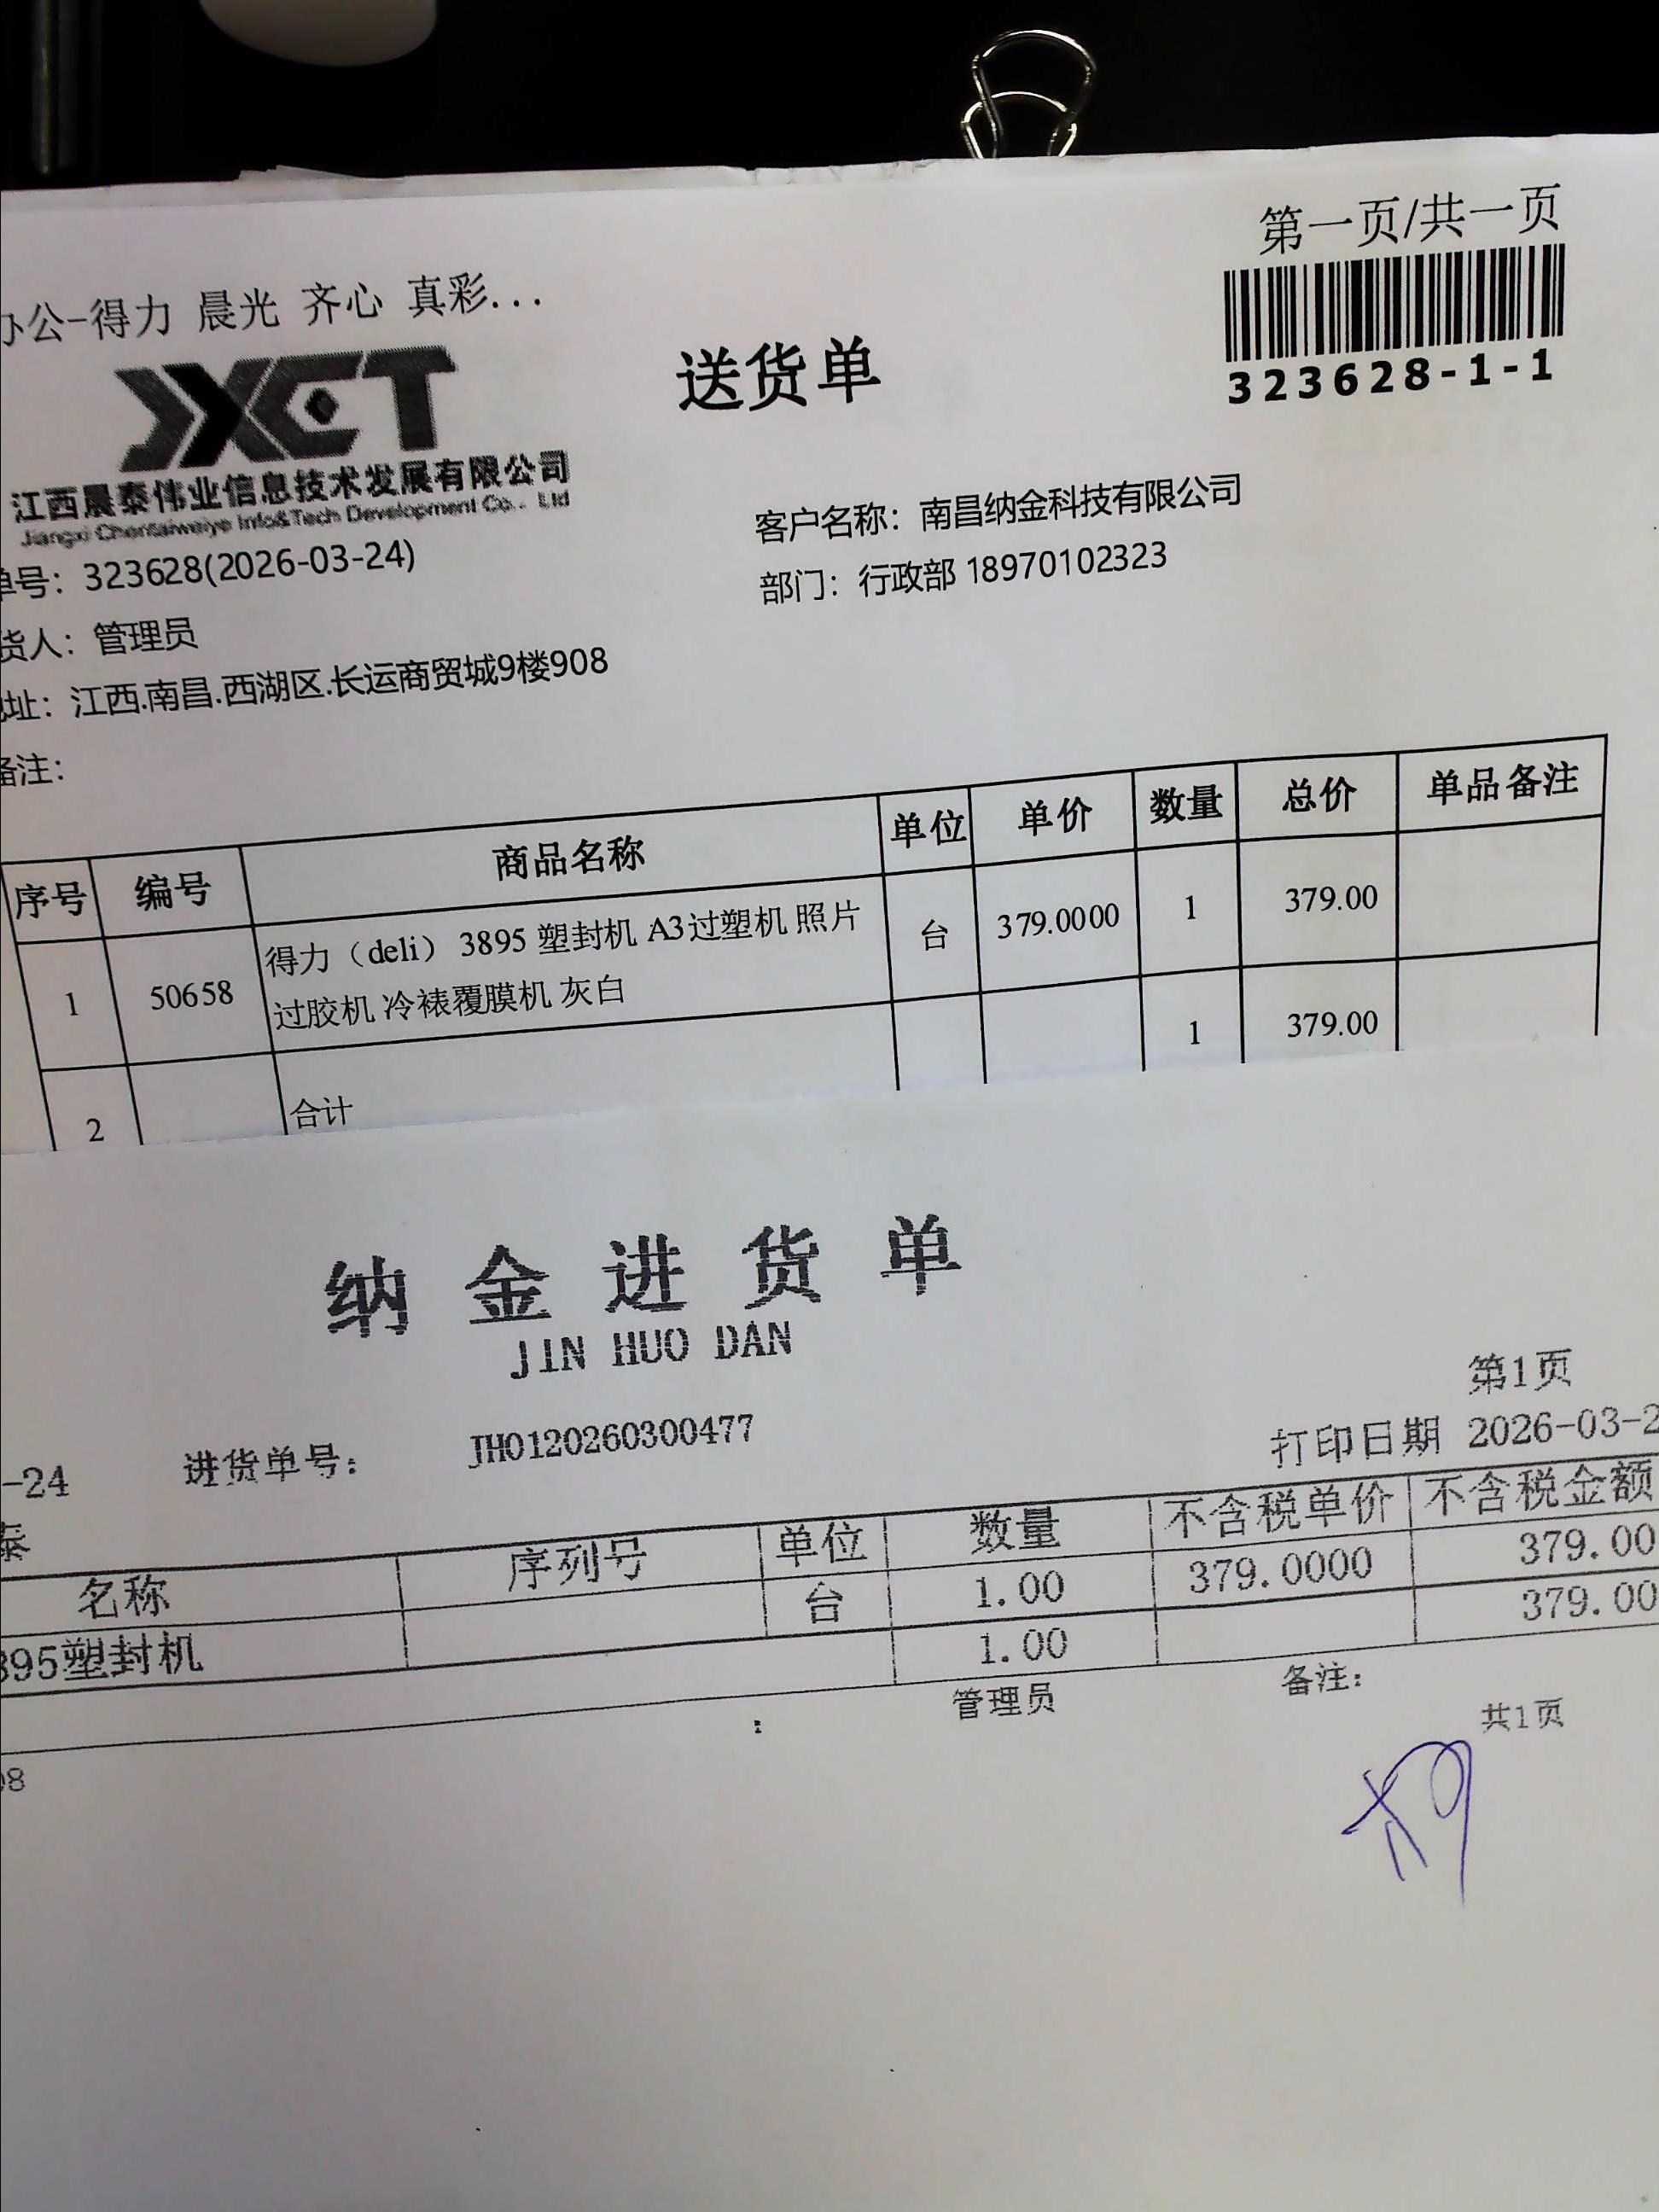 第一页/共一页
办公-得力 晨光 齐心 真彩...
323628-1-1
送货单
JXCT
江西晨泰伟业信息技术发展有限公司
Jiangxi Chentaiweiye Info&Tech Development Co., Ltd
客户名称：南昌纳金科技有限公司
单号：323628(2026-03-24)
部门：行政部 18970102323
货人：管理员
地址：江西.南昌.西湖区.长运商贸城9楼908
备注：
序号 编号 商品名称 单位 单价 数量 总价 单品备注
1 50658 得力（deli） 3895 塑封机 A3过塑机 照片 台 379.0000 1 379.00
过胶机 冷裱覆膜机 灰白
2 合计 1 379.00
纳金进货单
JIN HUO DAN
第1页
-24 进货单号： JH0120260300477 打印日期 2026-03-2
泰
名称 序列号 单位 数量 不含税单价 不含税金额
895塑封机 台 1.00 379.0000 379.00
1.00 379.00
： 管理员 备注：
共1页
08